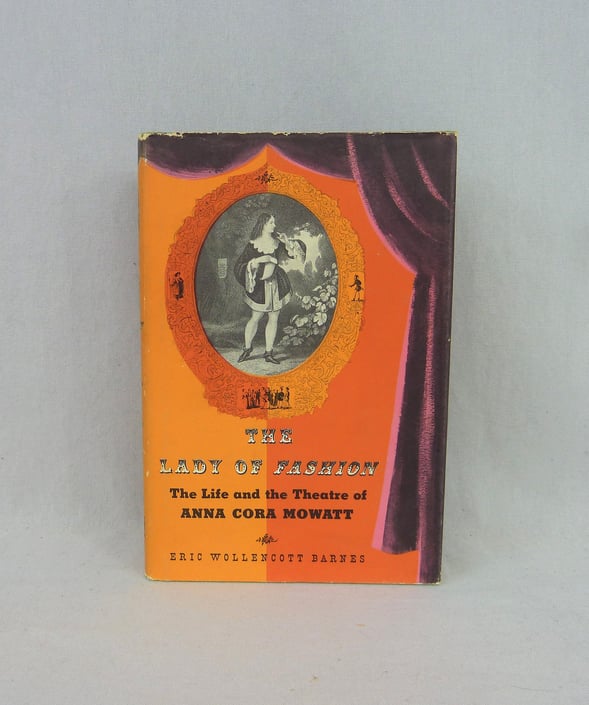 THE
LADY OF FASHION
The Life and the Theatre of
ANNA CORA MOWATT
ERIC WOLLENCOTT BARNES